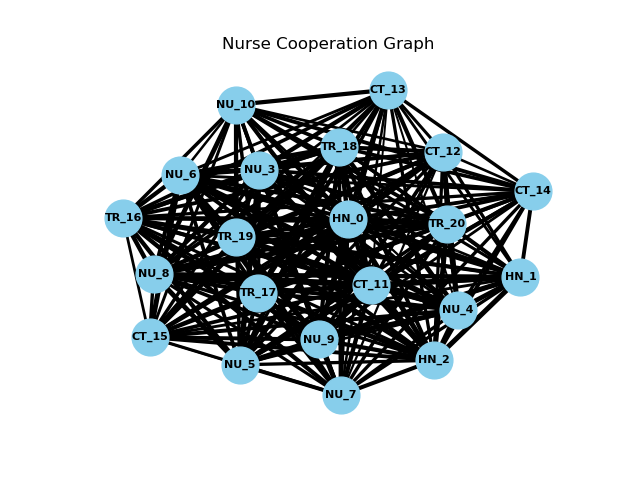 Nurse Cooperation Graph
CT_13
NU_10
TR_18
CT_12
NU_3
NU_6
CT_14
TR_16
HN_0
TR_20
TR_19
NU_8
HN_1
CT_11
TR_17
NU_4
CT_15
NU_9
HN_2
NU_5
NU_7